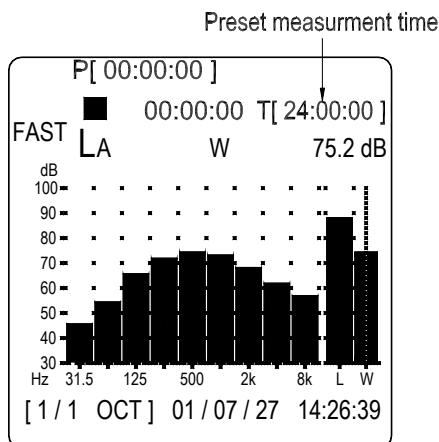 Preset measurment time
P[ 00:00:00 ]
00:00:00 T[ 24:00:00 ]
FAST LA W 75.2 dB
dB
100
90
80
70
60
50
40
30
Hz 31.5 125 500 2k 8k L W
[ 1 / 1 OCT ] 01 / 07 / 27 14:26:39